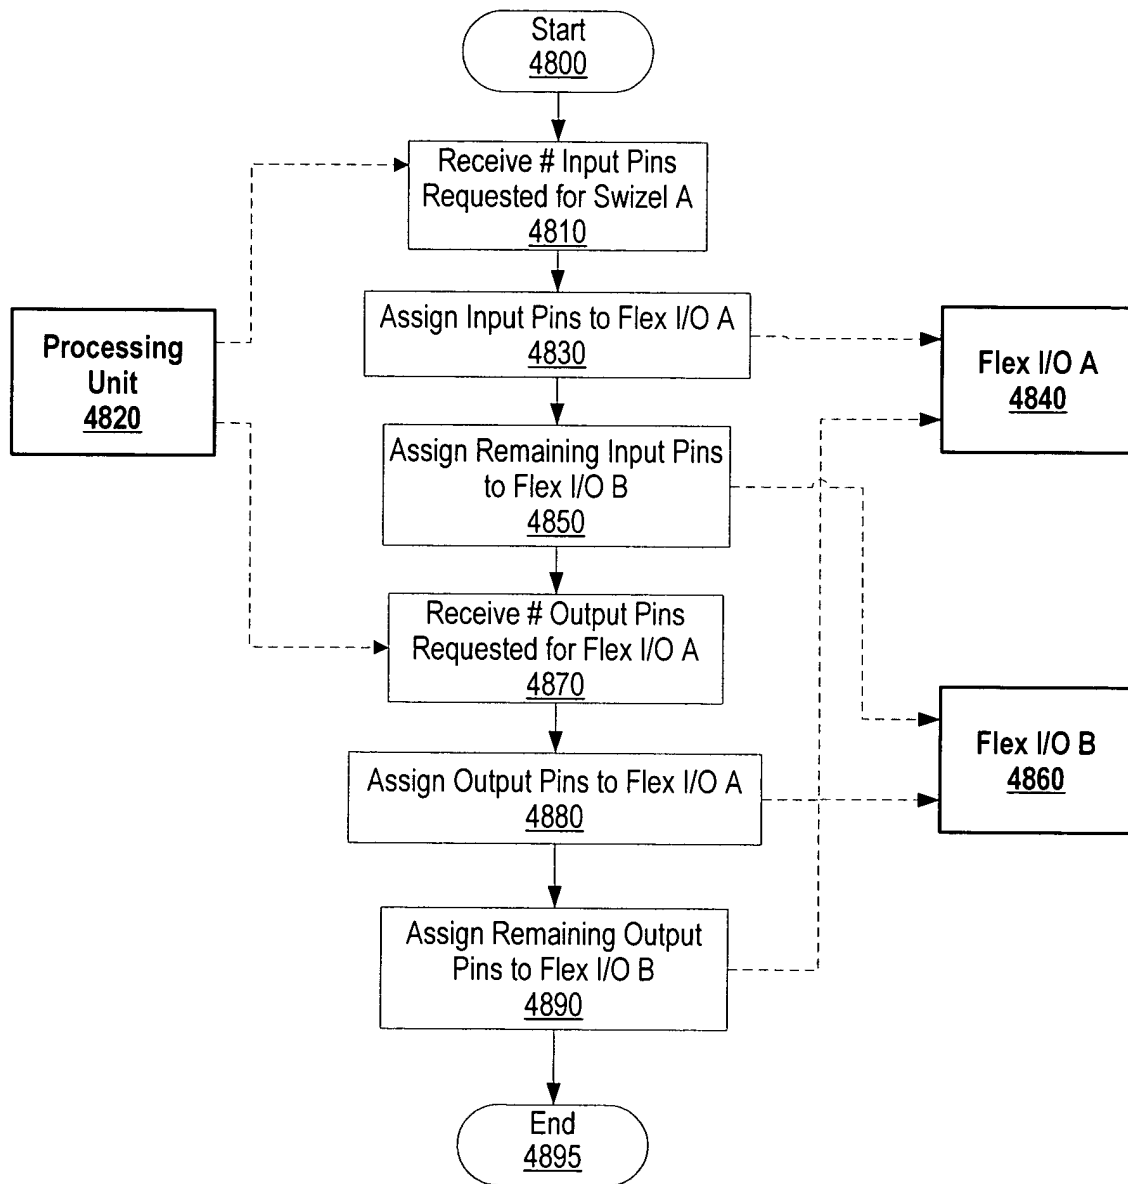 Start
4800
Receive # Input Pins
Requested for Swizel A
4810
Assign Input Pins to Flex I/O A
4830
Processing
Unit
4820
Flex I/O A
4840
Assign Remaining Input Pins
to Flex I/O B
4850
Receive # Output Pins
Requested for Flex I/O A
4870
Flex I/O B
4860
Assign Output Pins to Flex I/O A
4880
Assign Remaining Output
Pins to Flex I/O B
4890
End
4895